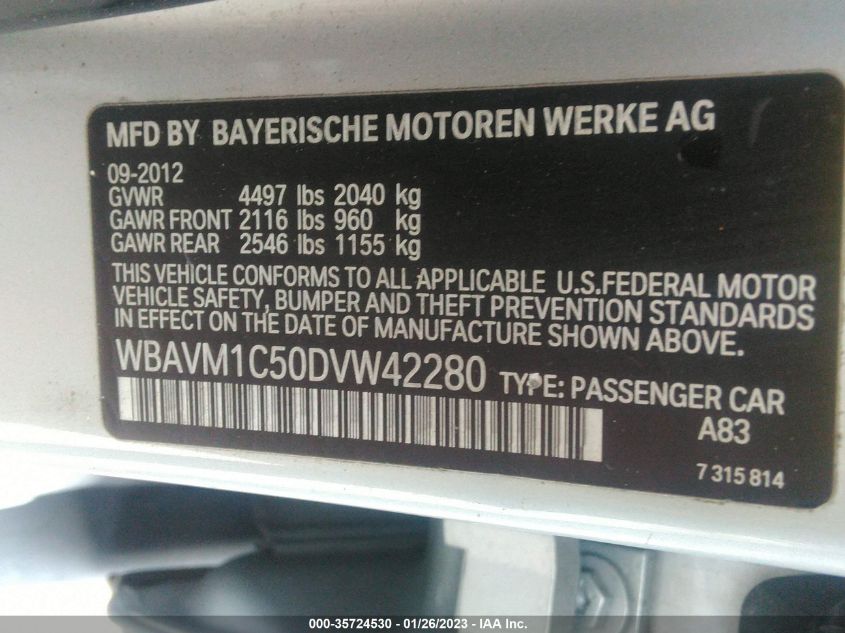 MFD BY BAYERISCHE MOTOREN WERKE AG
09-2012
GVWR 4497 lbs 2040 kg
GAWR FRONT 2116 lbs 960 kg
GAWR REAR 2546 lbs 1155 kg
THIS VEHICLE CONFORMS TO ALL APPLICABLE U.S.FEDERAL MOTOR
VEHICLE SAFETY, BUMPER AND THEFT PREVENTION STANDARDS
IN EFFECT ON THE DATE OF MANUFACTURE SHOWN ABOVE.
WBAVM1C50DVW42280 TYPE: PASSENGER CAR
A83
7 315 814
000-35724530 - 01/26/2023 - IAA Inc.